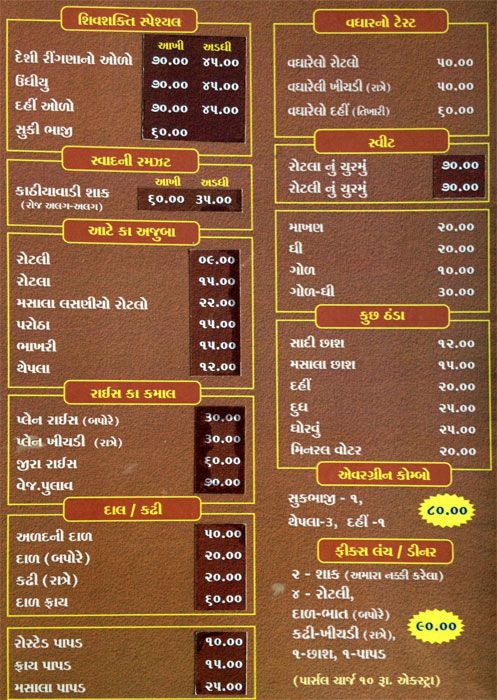 શિવશક્તિ સ્પેશ્યલ
આખી અડધી
દેશી રીંગણાનો ઓળો ૭૦.૦૦ ૪૫.૦૦
ઉંધીયુ ૭૦.૦૦ ૪૫.૦૦
દહીં ઓળો ૭૦.૦૦ ૪૫.૦૦
સુકી ભાજી ૬૦.૦૦
સ્વાદની રમઝટ
આખી અડધી
કાઠીયાવાડી શાક ૬૦.૦૦ ૩૫.૦૦
(રોજ અલગ-અલગ)
આટે કા અજુબા
રોટલી ૦૯.૦૦
રોટલા ૧૫.૦૦
મસાલા લસણીયો રોટલો ૨૨.૦૦
પરોઠા ૧૫.૦૦
ભાખરી ૧૫.૦૦
થેપલા ૧૨.૦૦
રાઈસ કા કમાલ
પ્લેન રાઈસ (બપોરે) ૩૦.૦૦
પ્લેન ખીચડી (રાત્રે) ૩૦.૦૦
જીરા રાઈસ ૬૦.૦૦
વેજ.પુલાવ ૭૦.૦૦
દાલ / કઢી
અળદની દાળ ૫૦.૦૦
દાળ (બપોરે) ૨૦.૦૦
કઢી (રાત્રે) ૨૦.૦૦
દાળ ફ્રાય ૬૦.૦૦
રોસ્ટેડ પાપડ ૧૦.૦૦
ફ્રાય પાપડ ૧૫.૦૦
મસાલા પાપડ ૨૫.૦૦
વઘારનો ટેસ્ટ
વઘારેલો રોટલો ૫૦.૦૦
વઘારેલી ખીચડી (રાત્રે) ૫૦.૦૦
વઘારેલો દહીં (તિખારી) ૬૦.૦૦
સ્વીટ
રોટલા નું ચુરમું ૭૦.૦૦
રોટલી નું ચુરમું ૭૦.૦૦
માખણ ૨૦.૦૦
ઘી ૨૦.૦૦
ગોળ ૧૦.૦૦
ગોળ-ઘી ૩૦.૦૦
કુછ ઠંડા
સાદી છાશ ૧૨.૦૦
મસાલા છાશ ૧૫.૦૦
દહીં ૨૦.૦૦
દુધ ૨૫.૦૦
ઘોરવું ૨૫.૦૦
મિનરલ વોટર ૨૦.૦૦
એવરગ્રીન કોમ્બો
સુકભાજી - ૧,
થેપલા-3, દહીં -૧
૮૦.૦૦
ફીક્સ લંચ / ડીનર
૨ - શાક (અમારા નક્કી કરેલા)
૪ - રોટલી,
દાળ-ભાત (બપોરે)
કઢી-ખીચડી (રાત્રે),
૧-છાશ, ૧-પાપડ
૯૦.૦૦
(પાર્સલ ચાર્જ ૧૦ રૂા. એક્સ્ટ્રા)